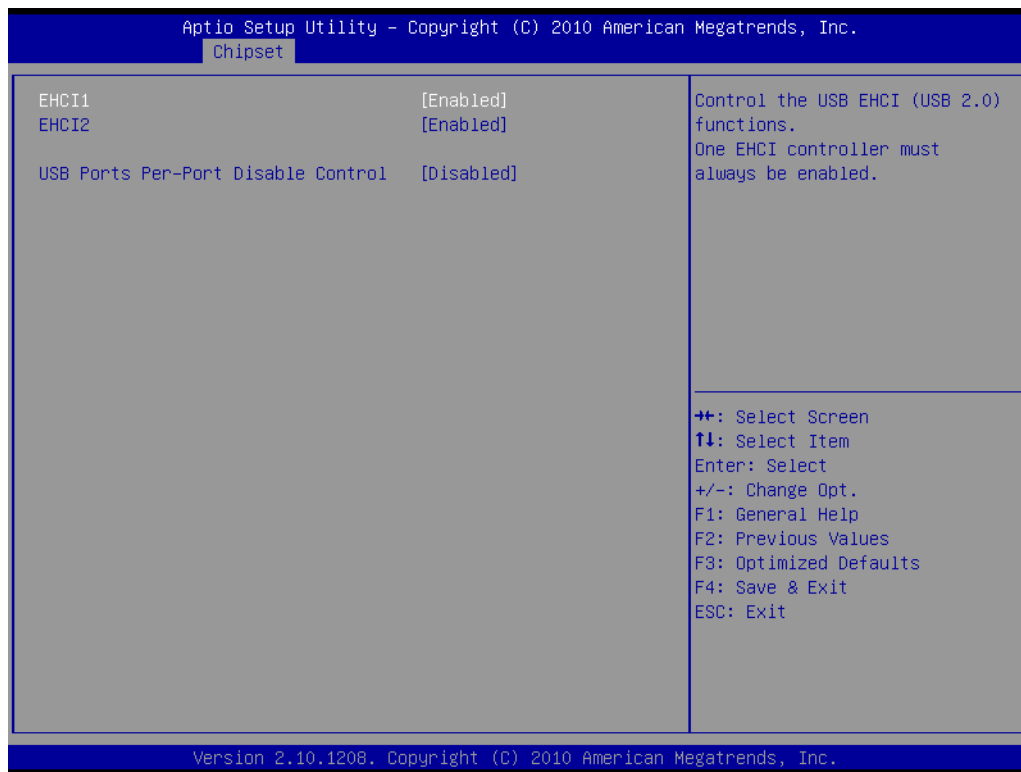 Aptio Setup Utility – Copyright (C) 2010 American Megatrends, Inc.
Chipset
EHCI1 [Enabled]
EHCI2 [Enabled]
USB Ports Per-Port Disable Control [Disabled]
Control the USB EHCI (USB 2.0)
functions.
One EHCI controller must
always be enabled.
→←: Select Screen
↑↓: Select Item
Enter: Select
+/-: Change Opt.
F1: General Help
F2: Previous Values
F3: Optimized Defaults
F4: Save & Exit
ESC: Exit
Version 2.10.1208. Copyright (C) 2010 American Megatrends, Inc.